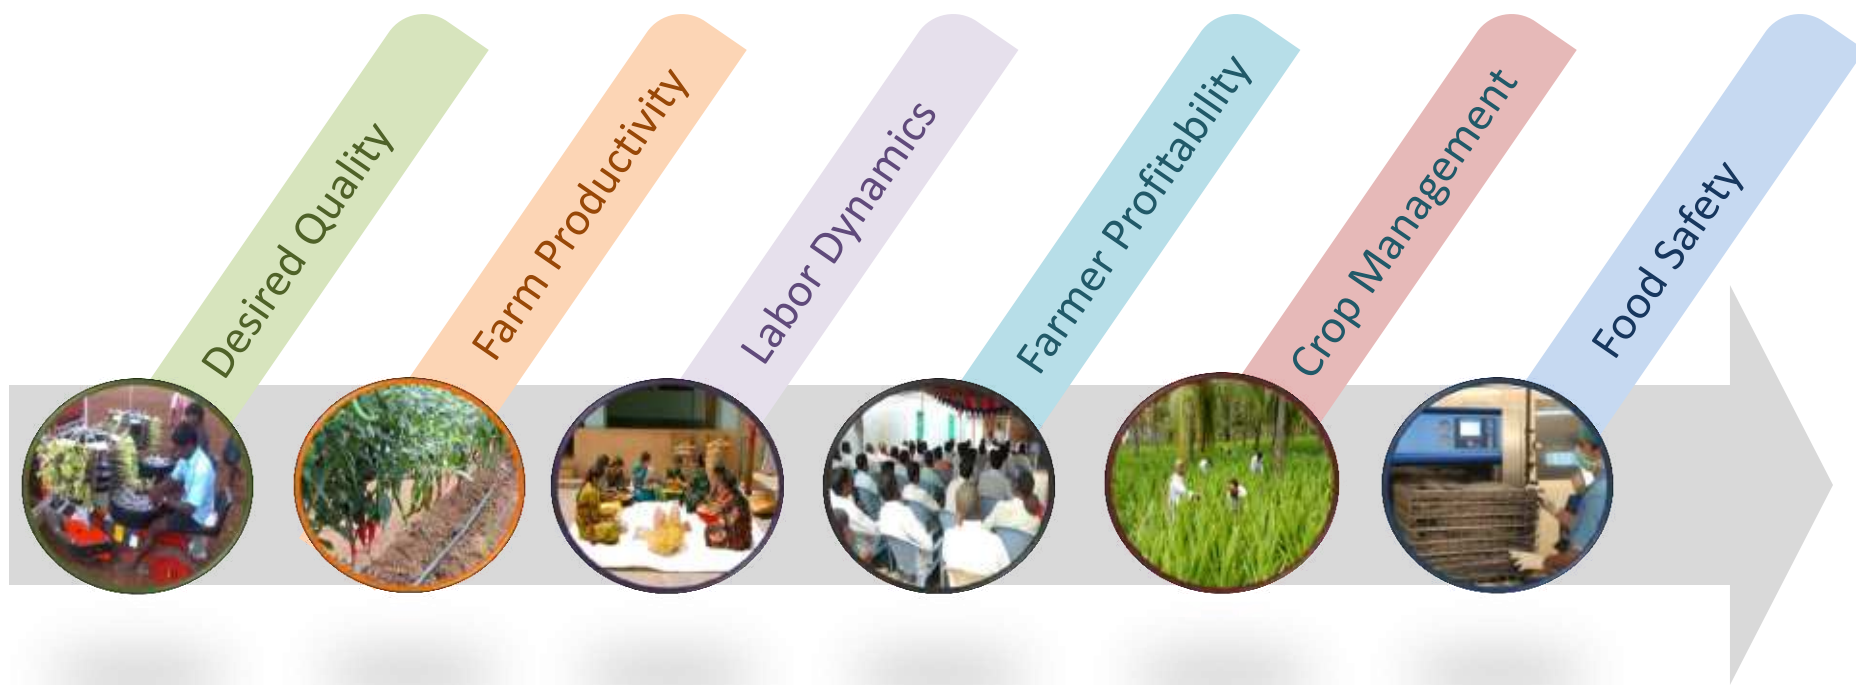 Desired Quality
Farm Productivity
Labor Dynamics
Farmer Profitability
Crop Management
Food Safety